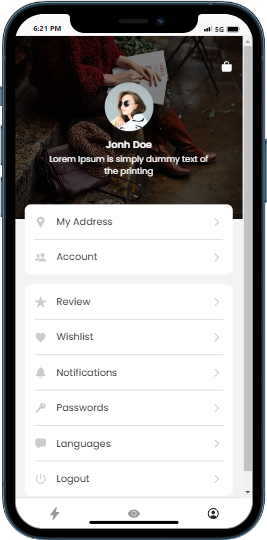 6:21 PM
5G
Jonh Doe
Lorem Ipsum is simply dummy text of
the printing
My Address
Account
Review
Wishlist
Notifications
Passwords
Languages
Logout